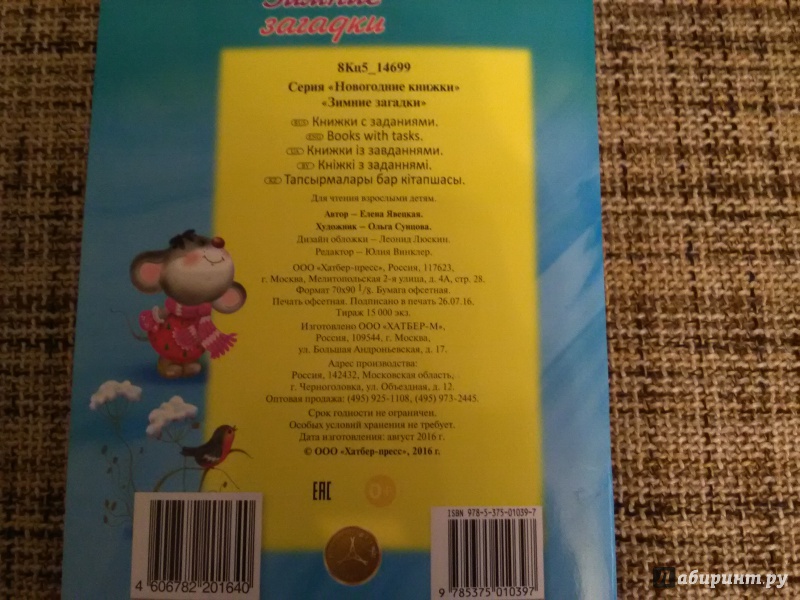 Зимние
загадки
8Кц5_14699
Серия «Новогодние книжки»
«Зимние загадки»
Книжки с заданиями.
Books with tasks.
Книжки із завданнями.
Кніжкі з заданнямі.
Тапсырмалары бар кітапшасы.
Для чтения взрослыми детям.
Автор – Елена Явецкая.
Художник – Ольга Сунцова.
Дизайн обложки – Леонид Люскин.
Редактор – Юлия Винклер.
ООО «Хатбер-пресс», Россия, 117623,
г. Москва, Мелитопольская 2-я улица, д. 4А, стр. 28.
Формат 70x90 1/8. Бумага офсетная.
Печать офсетная. Подписано в печать 26.07.16.
Тираж 15 000 экз.
Изготовлено ООО «ХАТБЕР-М»,
Россия, 109544, г. Москва,
ул. Большая Андроньевская, д. 17.
Адрес производства:
Россия, 142432, Московская область,
г. Черноголовка, ул. Объездная, д. 12.
Оптовая продажа: (495) 925-1108, (495) 973-2445.
Срок годности не ограничен.
Особых условий хранения не требует.
Дата изготовления: август 2016 г.
© ООО «Хатбер-пресс», 2016 г.
ЕАС
0+
ISBN 978-5-375-01039-7
4 606782 201640
9 785375 010397
Лабиринт.ру